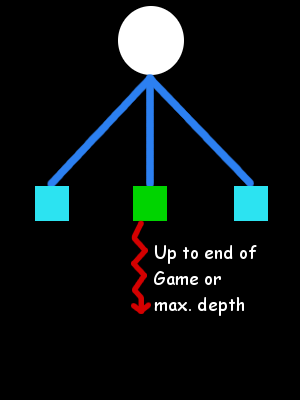 Up to end of
Game or
max. depth